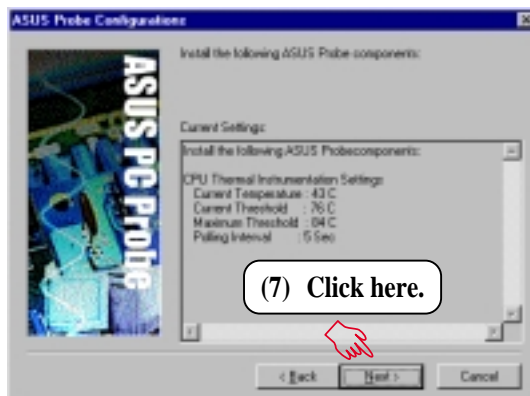 ASUS Probe Configurations
ASUS PC Probe
Install the following ASUS Probe components:
Current Settings:
Install the following ASUS Probecomponents:
CPU Thermal Instrumentation Settings
Current Temperature : 43 C
Current Threshold : 76 C
Maximum Threshold : 84 C
Polling Interval : 5 Sec
(7) Click here.
< Back
Next >
Cancel